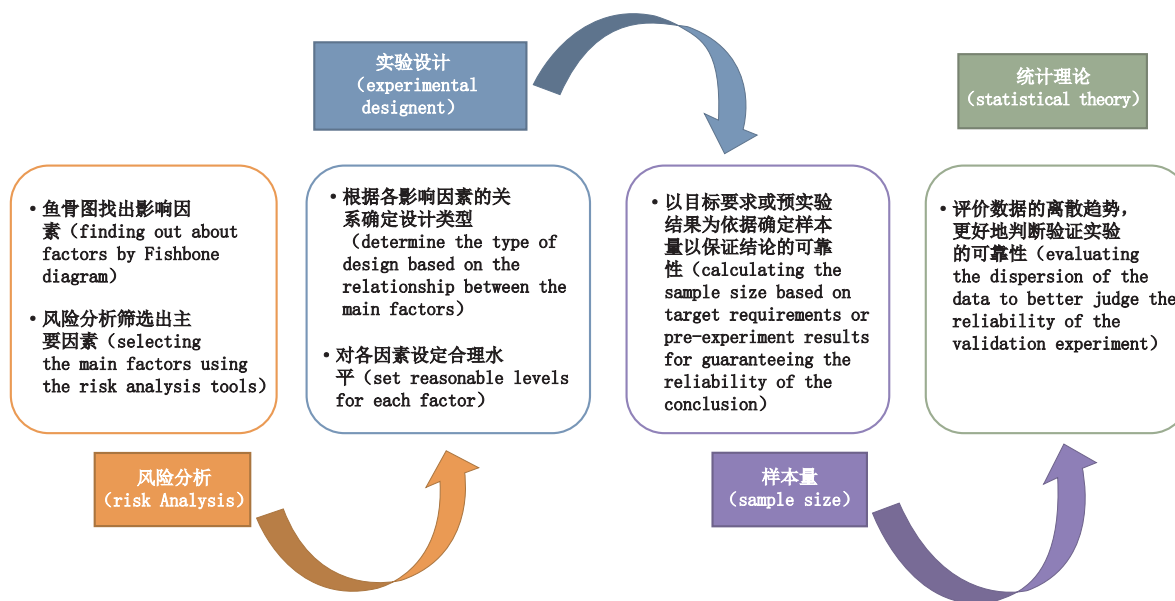 实验设计
（experimental
designent）
统计理论
（statistical theory）
• 鱼骨图找出影响因
素（finding out about
factors by Fishbone
diagram）
• 风险分析筛选出主
要因素（selecting
the main factors using
the risk analysis tools）
• 根据各影响因素的关
系确定设计类型
（determine the type of
design based on the
relationship between the
main factors）
• 对各因素设定合理水
平（set reasonable levels
for each factor）
• 以目标要求或预实验
结果为依据确定样本
量以保证结论的可靠
性（calculating the
sample size based on
target requirements or
pre-experiment results
for guaranteeing the
reliability of the
conclusion）
• 评价数据的离散趋势，
更好地判断验证实验
的可靠性（evaluating
the dispersion of the
data to better judge the
reliability of the
validation experiment）
风险分析
（risk Analysis）
样本量
（sample size）